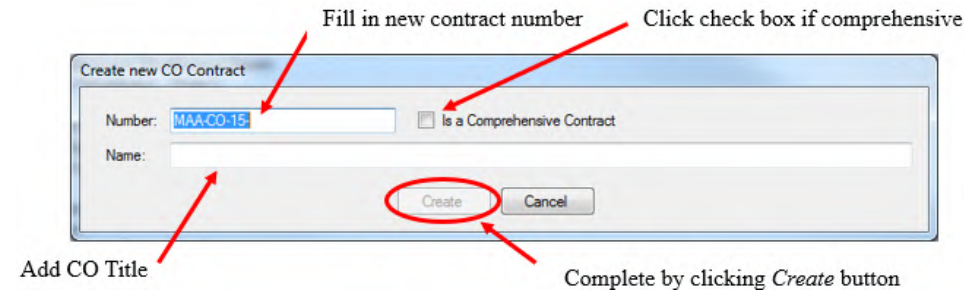 Fill in new contract number Click check box if comprehensive
Create new CO Contract
Number: MAA-CO-15- Is a Comprehensive Contract
Name:
Create Cancel
Add CO Title
Complete by clicking Create button